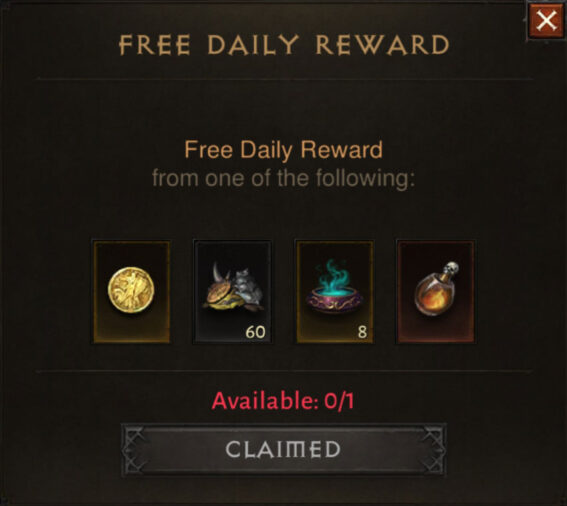 FREE DAILY REWARD
Free Daily Reward
from one of the following:
60
8
Available: 0/1
CLAIMED